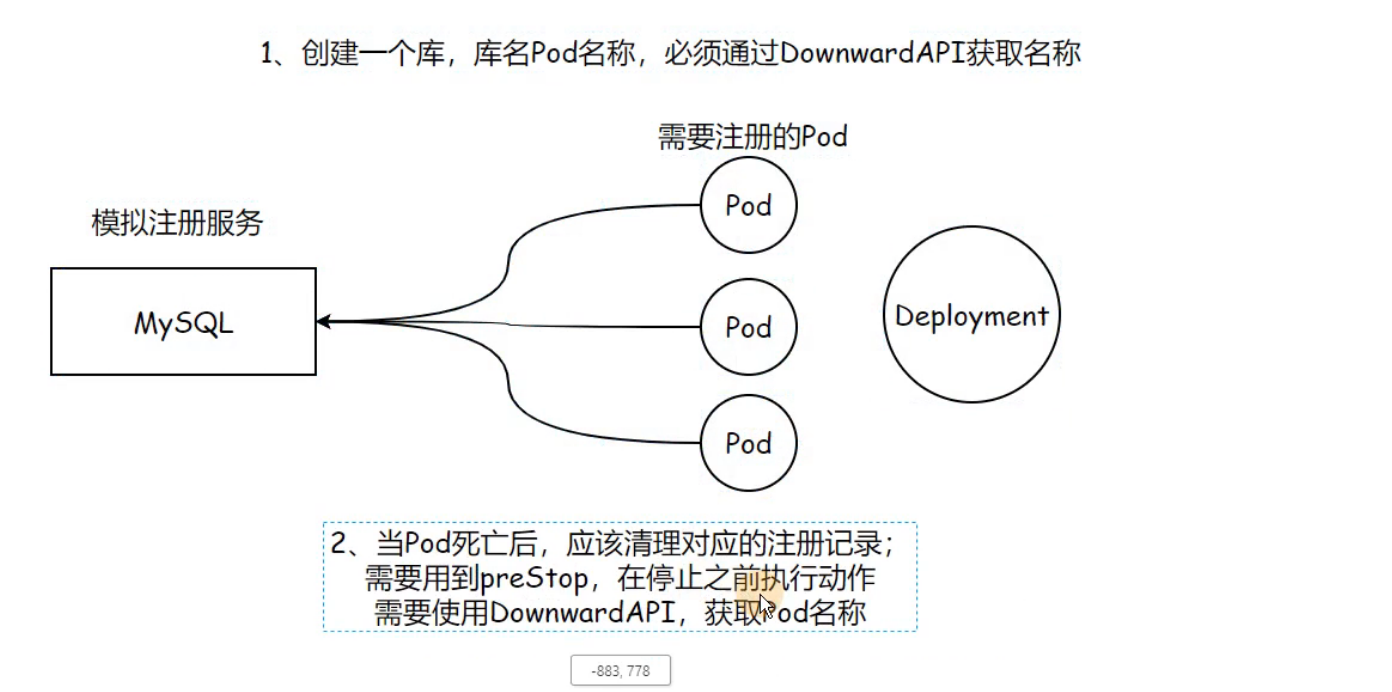 1、创建一个库，库名Pod名称，必须通过DownwardAPI获取名称
需要注册的Pod
模拟注册服务
Pod
MySQL
Pod
Deployment
Pod
2、当Pod死亡后，应该清理对应的注册记录；
需要用到preStop，在停止之前执行动作
需要使用DownwardAPI，获取Pod名称
-883, 778